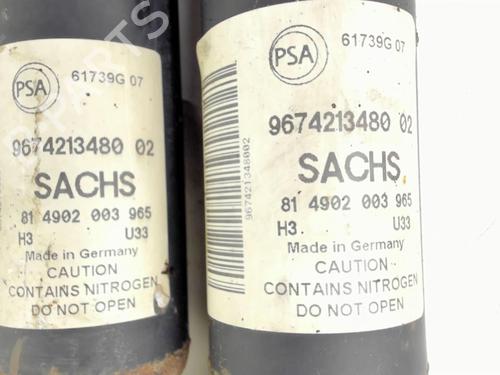 PSA 61739G 07
9674213480 02
SACHS
81 4902 003 965
H3 U33
Made in Germany
CAUTION
CONTAINS NITROGEN
DO NOT OPEN
PSA 61739G 07
967421348002
9674213480 02
SACHS
81 4902 003 965
H3 U33
Made in Germany
CAUTION
CONTAINS NITROGEN
DO NOT OPEN